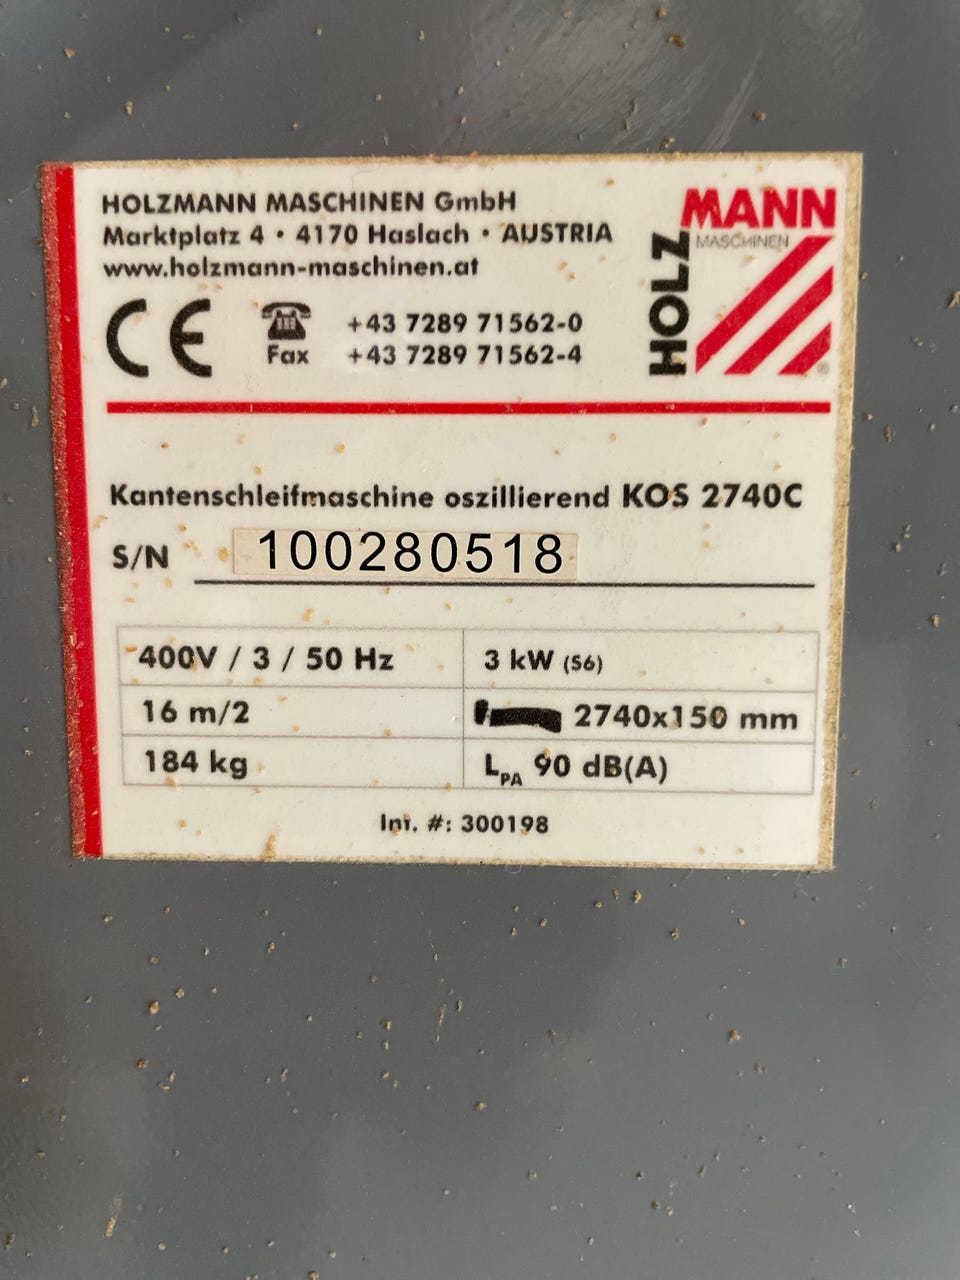 HOLZMANN MASCHINEN GmbH
Marktplatz 4 • 4170 Haslach • AUSTRIA
www.holzmann-maschinen.at
CE
+43 7289 71562-0
Fax +43 7289 71562-4
HOLZ
MANN
MASCHINEN
®
Kantenschleifmaschine oszillierend KOS 2740C
S/N 100280518
400V / 3 / 50 Hz
3 kW (S6)
16 m/2
2740x150 mm
184 kg
LPA 90 dB(A)
Int. #: 300198